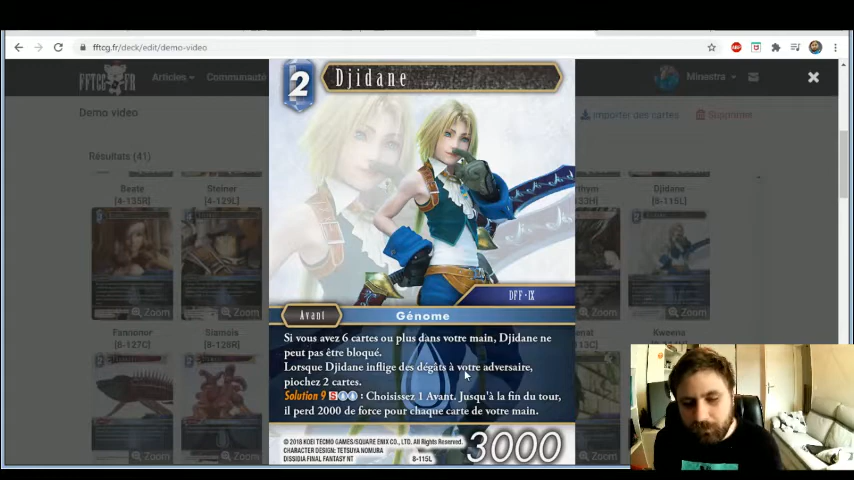 fftcg.fr/deck/edit/demo-video
FFTCG FR
Articles
Communauté
Minestra
Demo video
Importer des cartes
Supprimer
Résultats (41)
Beate
[4-135R]
Steiner
[4-129L]
Djidane
[8-115L]
Zoom
Zoom
Zoom
Fannonor
[8-127C]
Siamois
[8-128R]
Kweena
Zoom
Zoom
2
Djidane
DFF·IX
Avant
Génome
Si vous avez 6 cartes ou plus dans votre main, Djidane ne
peut pas être bloqué.
Lorsque Djidane inflige des dégâts à votre adversaire,
piochez 2 cartes.
Solution 9 S : Choisissez 1 Avant. Jusqu'à la fin du tour,
il perd 2000 de force pour chaque carte de votre main.
© 2018 KOEI TECMO GAMES/SQUARE ENIX CO., LTD. All Rights Reserved.
CHARACTER DESIGN: TETSUYA NOMURA
DISSIDIA FINAL FANTASY NT
8-115L
3000